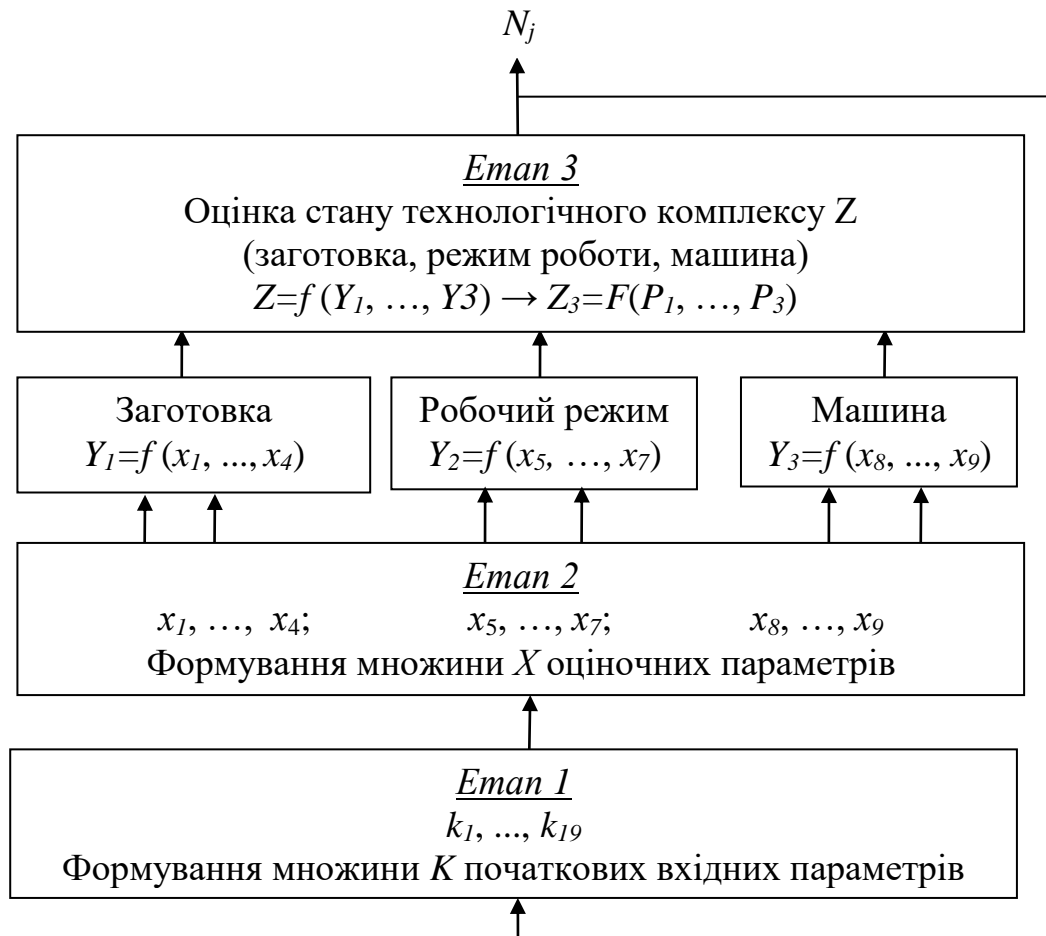 Nj
Етап 3
Оцінка стану технологічного комплексу Z
(заготовка, режим роботи, машина)
Z=f (Y1, …, Y3) → Z3=F(P1, …, P3)
Заготовка
Y1=f (x1, ..., x4)
Робочий режим
Y2=f (x5, …, x7)
Машина
Y3=f (x8, ..., x9)
Етап 2
x1, …, x4; x5, …, x7; x8, …, x9
Формування множини X оціночних параметрів
Етап 1
k1, ..., k19
Формування множини K початкових вхідних параметрів